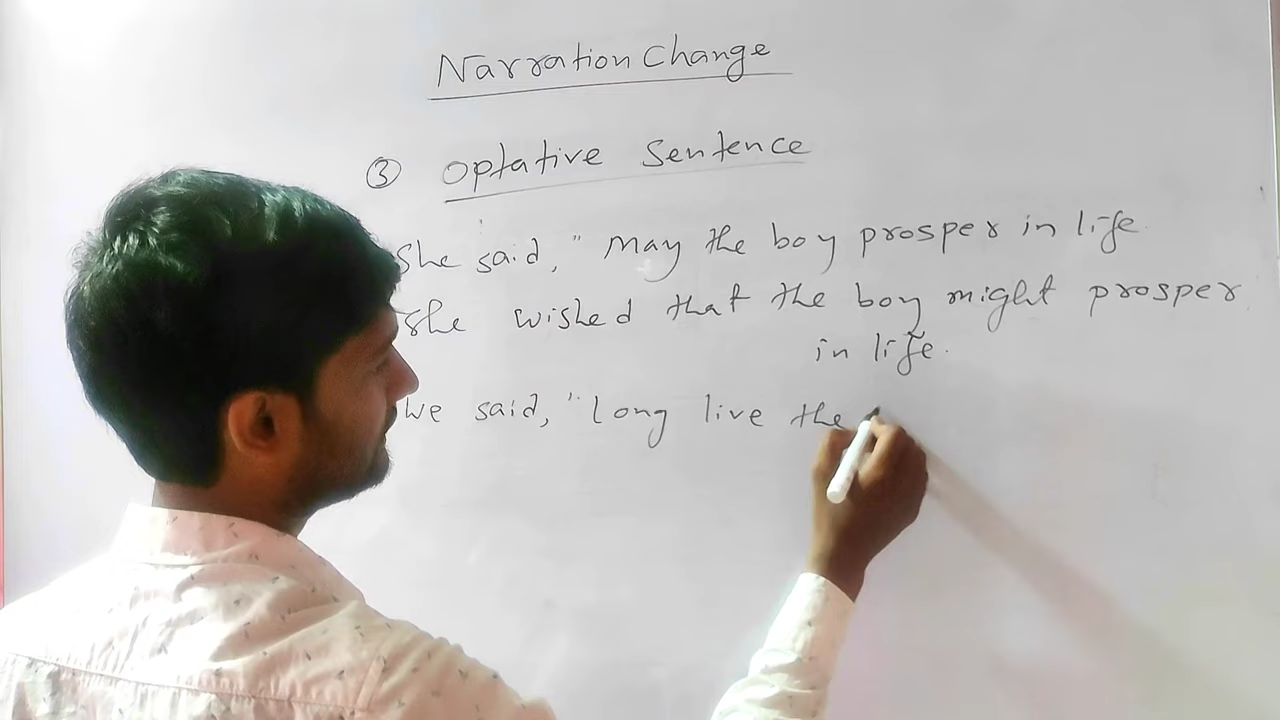 Narration Change
③ Optative Sentence
She said, " May the boy prosper in life.
She wished that the boy might prosper
in life.
We said, "Long live the